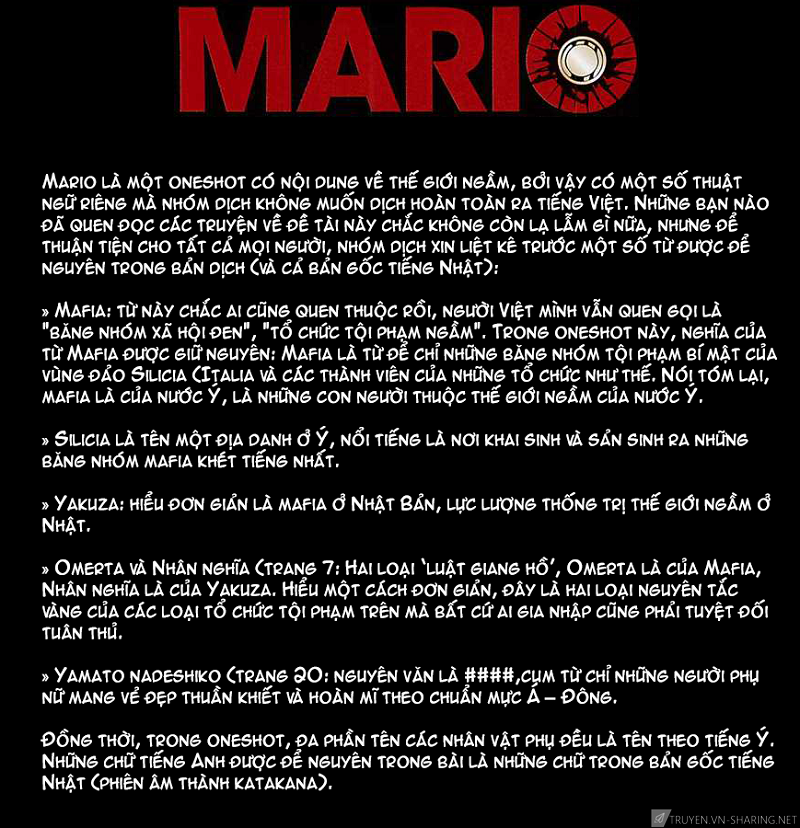 MARIO
Mario là một oneshot có nội dung về thế giới ngầm, bởi vậy có một số thuật
ngữ riêng mà nhóm dịch không muốn dịch hoàn toàn ra tiếng Việt. Những bạn nào
đã quen đọc các truyện về đề tài này chắc không còn lạ lẫm gì nữa, nhưng để
thuận tiện cho tất cả mọi người, nhóm dịch xin liệt kê trước một số từ được để
nguyên trong bản dịch (và cả bản gốc tiếng Nhật):
» Mafia: từ này chắc ai cũng quen thuộc rồi, người Việt mình vẫn quen gọi là
"băng nhóm xã hội đen", "tổ chức tội phạm ngầm". Trong oneshot này, nghĩa của
từ Mafia được giữ nguyên: Mafia là từ để chỉ những băng nhóm tội phạm bí mật của
vùng đảo Silicia (Italia và các thành viên của những tổ chức như thế. Nói tóm lại,
mafia là của nước Ý, là những con người thuộc thế giới ngầm của nước Ý.
» Silicia là tên một địa danh ở Ý, nổi tiếng là nơi khai sinh và sản sinh ra những
băng nhóm mafia khét tiếng nhất.
» Yakuza: hiểu đơn giản là mafia ở Nhật Bản, lực lượng thống trị thế giới ngầm ở
Nhật.
» Omerta và Nhân nghĩa (trang 7: Hai loại 'luật giang hồ', Omerta là của Mafia,
Nhân nghĩa là của Yakuza. Hiểu một cách đơn giản, đây là hai loại nguyên tắc
vàng của các loại tổ chức tội phạm trên mà bất cứ ai gia nhập cũng phải tuyệt đối
tuân thủ.
» Yamato nadeshiko (trang 20: nguyên văn là ####,cụm từ chỉ những người phụ
nữ mang vẻ đẹp thuần khiết và hoàn mĩ theo chuẩn mực Á – Đông.
Đồng thời, trong oneshot, đa phần tên các nhân vật phụ đều là tên theo tiếng Ý.
Những chữ tiếng Anh được để nguyên trong bài là những chữ trong bản gốc tiếng
Nhật (phiên âm thành katakana).
TRUYEN.VN-SHARING.NET